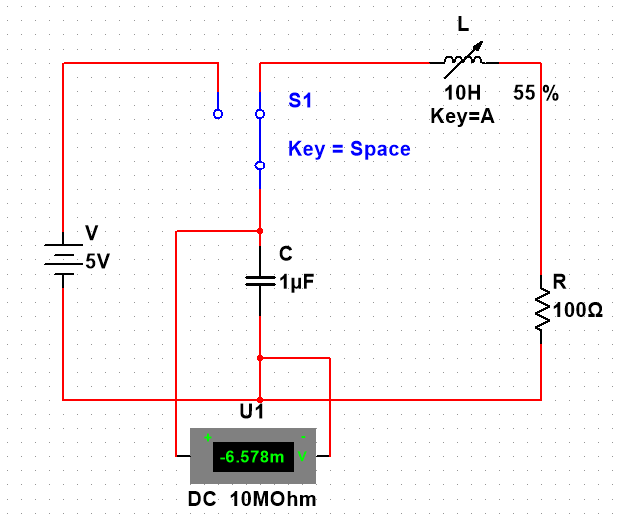 L
10H 55 %
Key=A
S1
Key = Space
V
5V
C
1µF
R
100Ω
U1
+ -
-6.578m V
DC 10MOhm